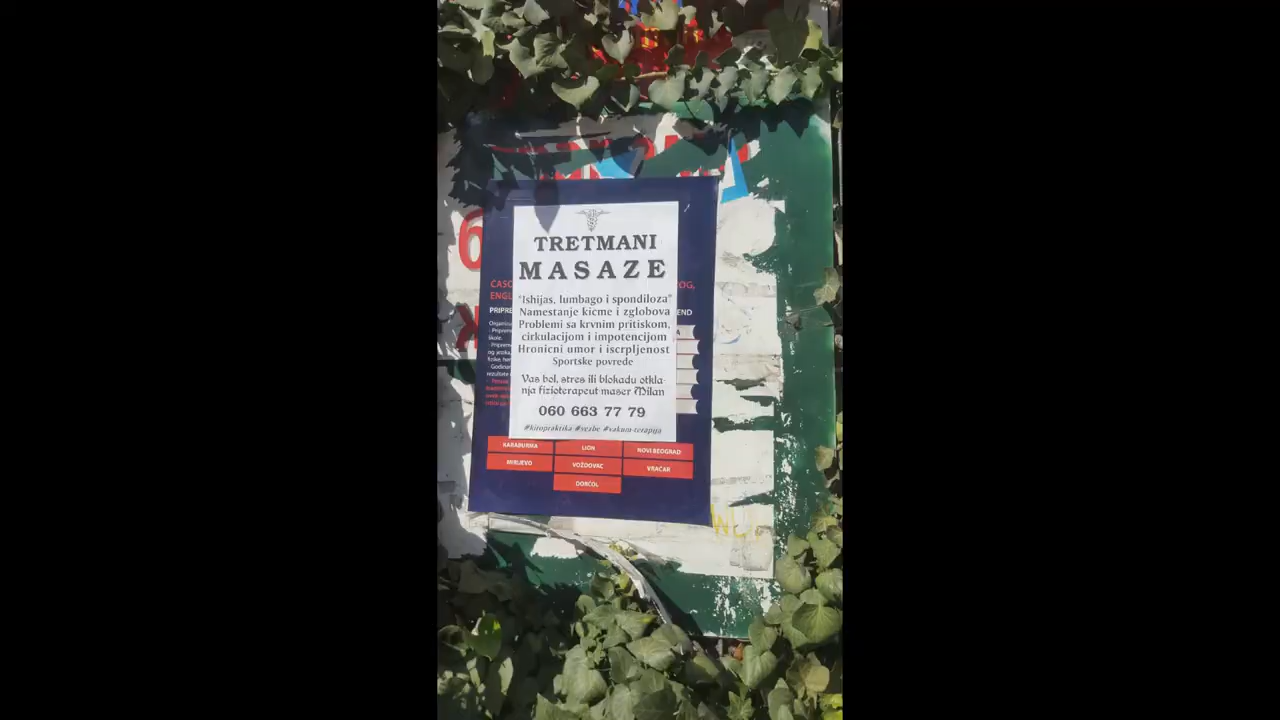 TRETMANI
MASAZE
"Ishijas, lumbago i spondiloza"
Namestanje kicme i zglobova
Problemi sa krvnim pritiskom,
cirkulacijom i impotencijom
Hronicni umor i iscrpljenost
Sportske povrede
Vas bol, stres ili blokadu otkla-
nja fizioterapeut-maser Milan
060 663 77 79
#kiropraktika #vezbe #vakum-terapija
KARABURMA LION NOVI BEOGRAD
MIRIJEVO VOŽDOVAC VRAČAR
DORĆOL